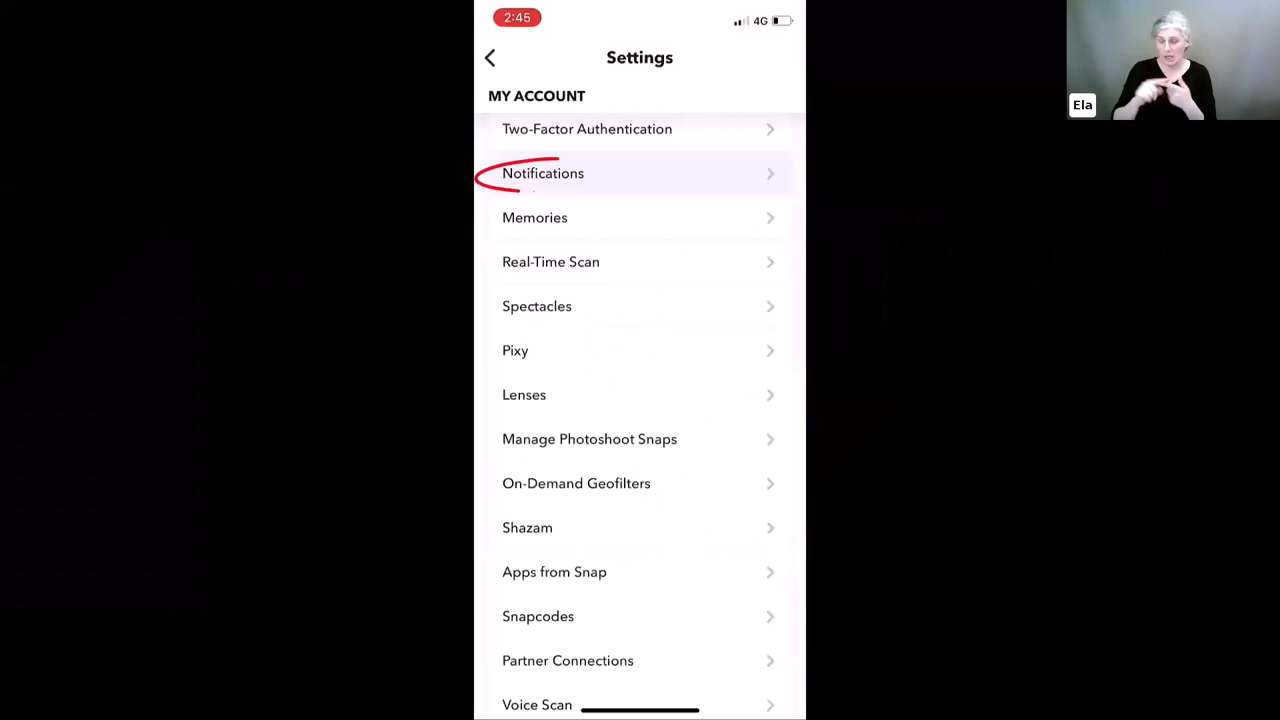 2:45
4G
Settings
MY ACCOUNT
Two-Factor Authentication
Notifications
Memories
Real-Time Scan
Spectacles
Pixy
Lenses
Manage Photoshoot Snaps
On-Demand Geofilters
Shazam
Apps from Snap
Snapcodes
Partner Connections
Voice Scan
Ela